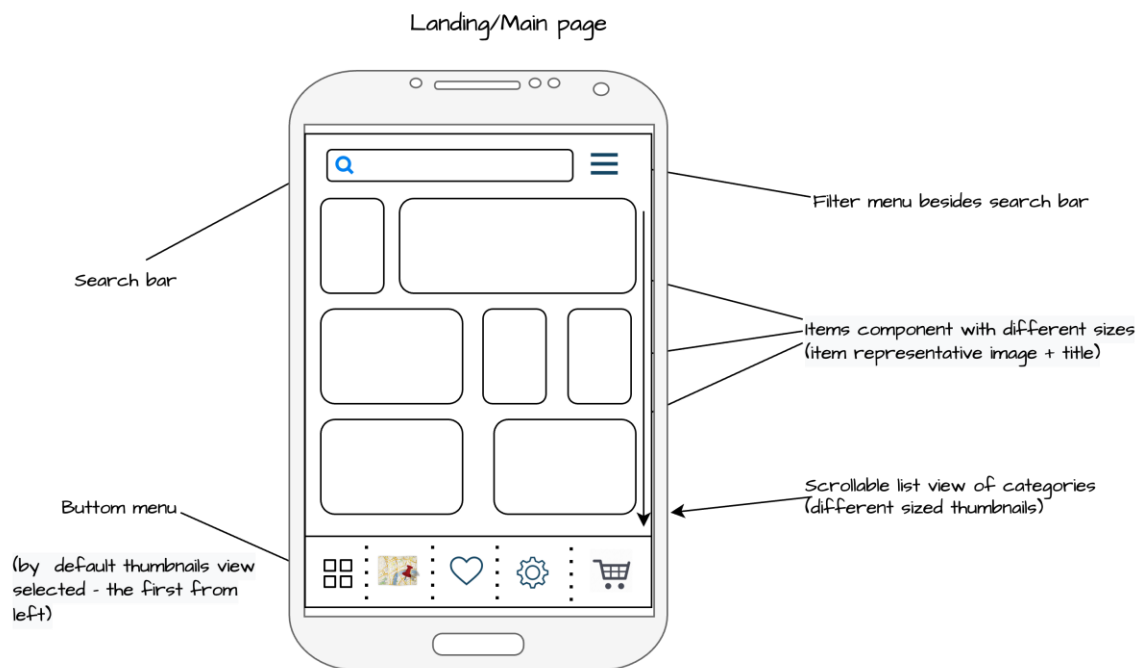 Landing/Main page
Search bar
Filter menu besides search bar
Items component with different sizes
(item representative image + title)
Scrollable list view of categories
(different sized thumbnails)
Buttom menu
(by default thumbnails view
selected - the first from
left)